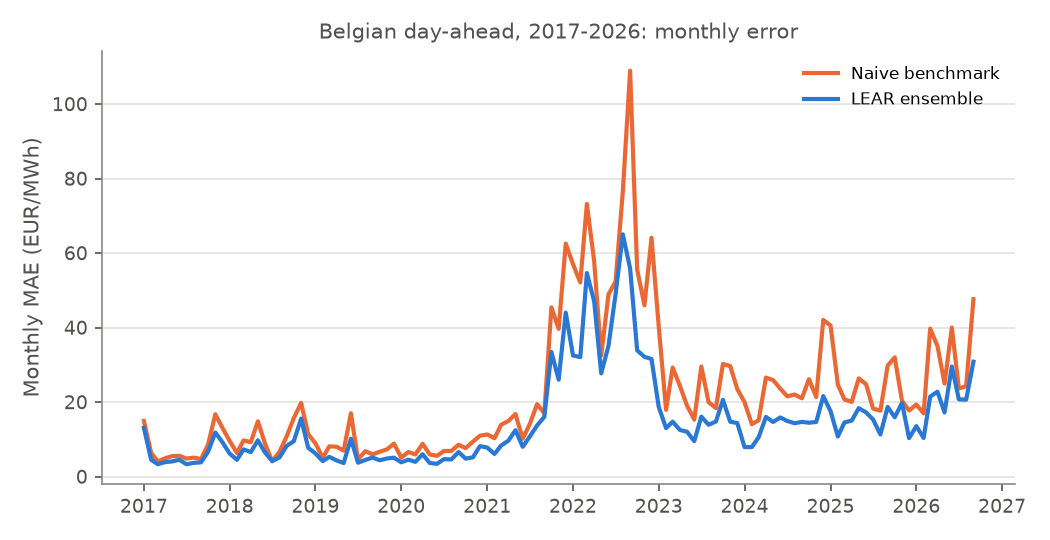 Belgian day-ahead, 2017-2026: monthly error
Naive benchmark
LEAR ensemble
Monthly MAE (EUR/MWh)
100
80
60
40
20
0
2017 2018 2019 2020 2021 2022 2023 2024 2025 2026 2027